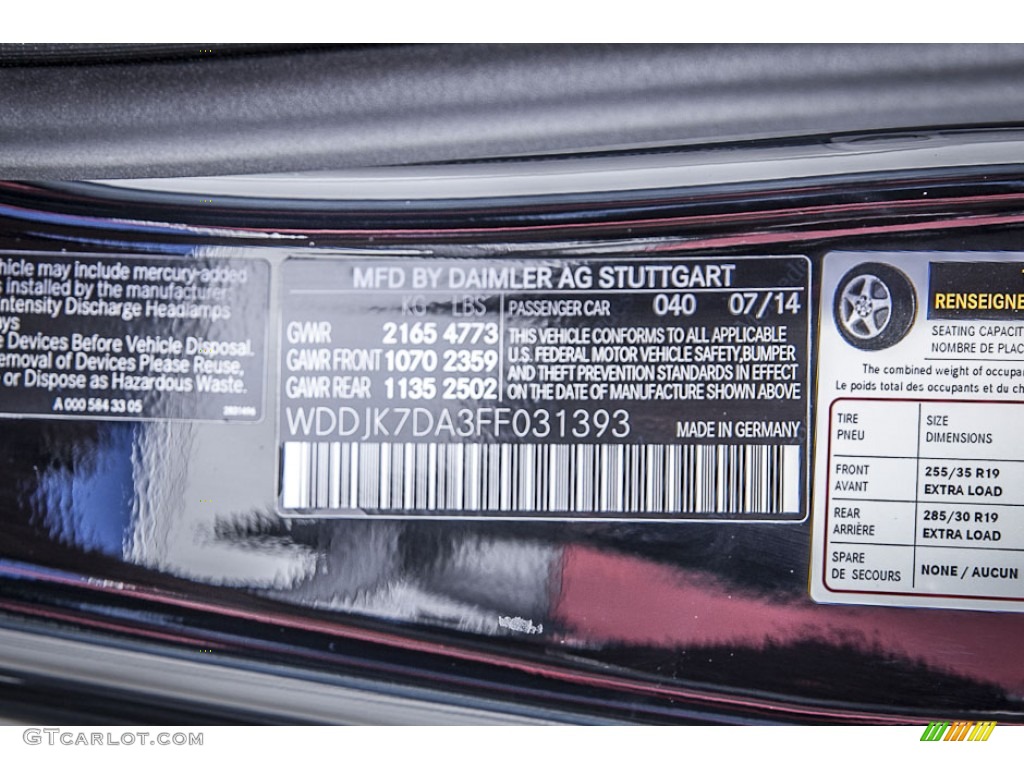 hicle may include mercury-added
s installed by the manufacturer:
ntensity Discharge Headlamps
ays
e Devices Before Vehicle Disposal.
emoval of Devices Please Reuse,
e or Dispose as Hazardous Waste.
A 000 584 33 05
MFD BY DAIMLER AG STUTTGART
KG LBS PASSENGER CAR 040 07/14
GVWR 2165 4773
GAWR FRONT 1070 2359
GAWR REAR 1135 2502
THIS VEHICLE CONFORMS TO ALL APPLICABLE
U.S. FEDERAL MOTOR VEHICLE SAFETY, BUMPER
AND THEFT PREVENTION STANDARDS IN EFFECT
ON THE DATE OF MANUFACTURE SHOWN ABOVE
WDDJK7DA3FF031393 MADE IN GERMANY
RENSEIGNE
SEATING CAPACIT
NOMBRE DE PLAC
The combined weight of occupa
Le poids total des occupants et du ch
TIRE SIZE
PNEU DIMENSIONS
FRONT 255/35 R19
AVANT EXTRA LOAD
REAR 285/30 R19
ARRIÈRE EXTRA LOAD
SPARE NONE / AUCUN
DE SECOURS
GTCARLOT.COM